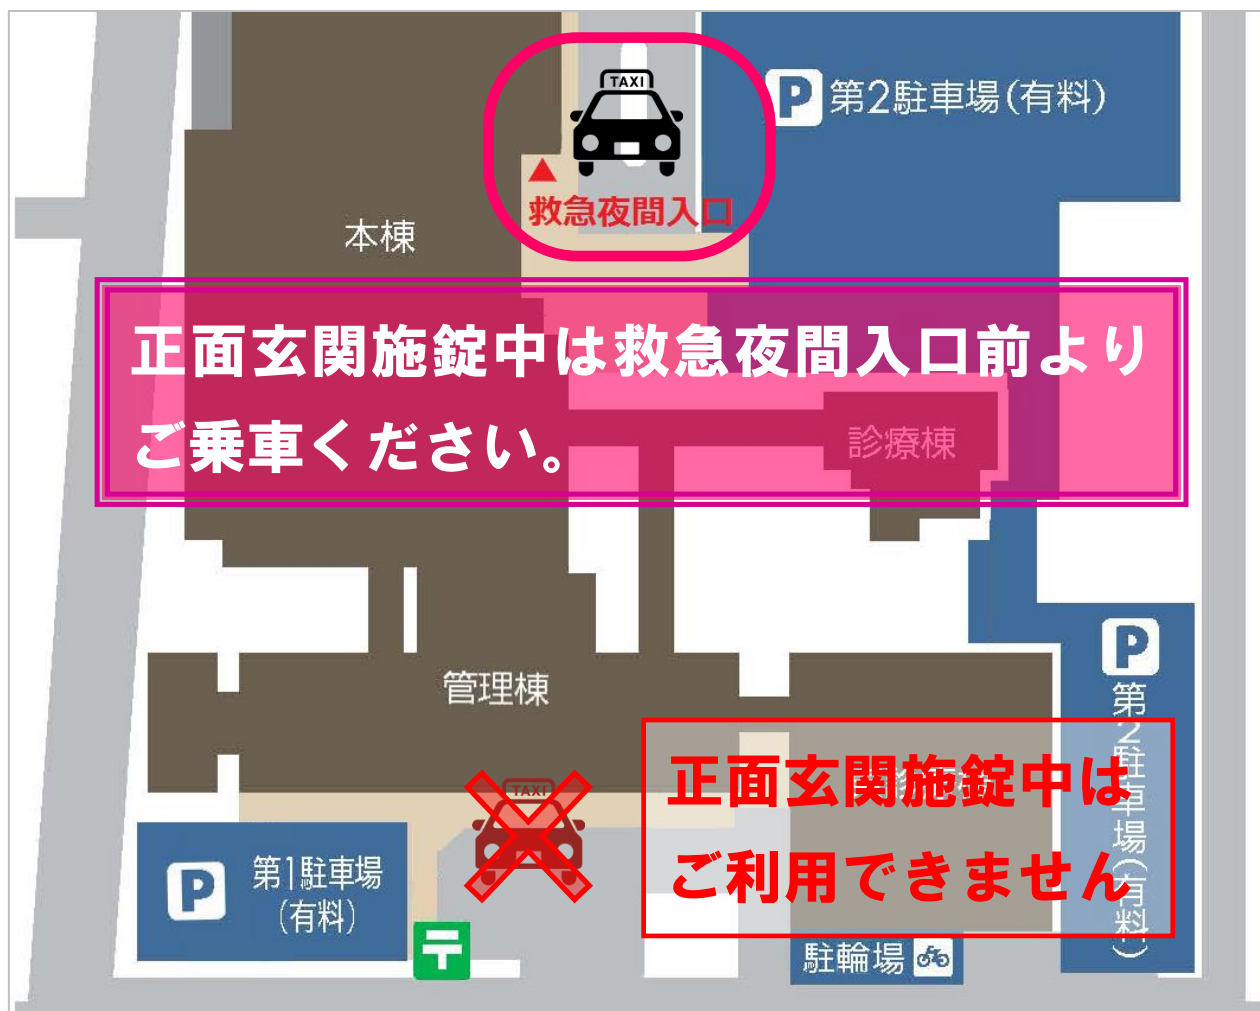 TAXI
P 第2駐車場(有料)
▲
救急夜間入口
本棟
正面玄関施錠中は救急夜間入口前より
ご乗車ください。
診療棟
管理棟
P
第2駐車場(有料)
正面玄関施錠中は
ご利用できません
TAXI
P
第1駐車場
(有料)
〒
駐輪場